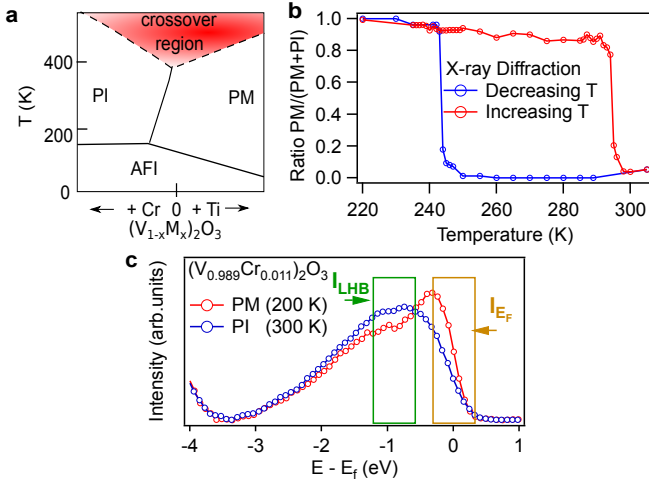 a
crossover
region
T (K)
400
200
0
PI
PM
AFI
+ Cr 0 + Ti
(V1-xMx)2O3
b
Ratio PM/(PM+PI)
1.0
0.8
0.6
0.4
0.2
0.0
X-ray Diffraction
Decreasing T
Increasing T
220 240 260 280 300
Temperature (K)
c
(V0.989Cr0.011)2O3
ILHB
IEF
PM (200 K)
PI (300 K)
Intensity (arb.units)
-4 -3 -2 -1 0 1
E - Ef (eV)